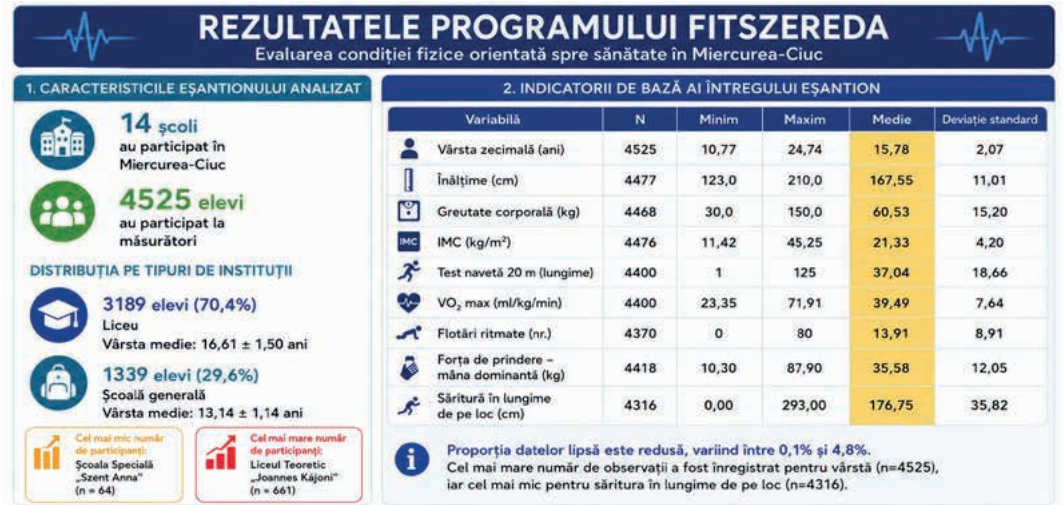 REZULTATELE PROGRAMULUI FITSZEREDA
Evaluarea condiției fizice orientată spre sănătate în Miercurea-Ciuc
1. CARACTERISTICILE EȘANTIONULUI ANALIZAT
14 școli
au participat în
Miercurea-Ciuc
4525 elevi
au participat la
măsurători
DISTRIBUȚIA PE TIPURI DE INSTITUȚII
3189 elevi (70,4%)
Liceu
Vârsta medie: 16,61 ± 1,50 ani
1339 elevi (29,6%)
Școală generală
Vârsta medie: 13,14 ± 1,14 ani
Cel mai mic număr
de participanți:
Școala Specială
„Szent Anna”
(n = 64)
Cel mai mare număr
de participanți:
Liceul Teoretic
„Joannes Kájoni”
(n = 661)
2. INDICATORII DE BAZĂ AI ÎNTREGULUI EȘANTION
Variabilă N Minim Maxim Medie Deviație standard
Vârsta zecimală (ani) 4525 10,77 24,74 15,78 2,07
Înălțime (cm) 4477 123,0 210,0 167,55 11,01
Greutate corporală (kg) 4468 30,0 150,0 60,53 15,20
IMC IMC (kg/m²) 4476 11,42 45,25 21,33 4,20
Test navetă 20 m (lungime) 4400 1 125 37,04 18,66
VO₂ max (ml/kg/min) 4400 23,35 71,91 39,49 7,64
Flotări ritmate (nr.) 4370 0 80 13,91 8,91
Forța de prindere –
mâna dominantă (kg) 4418 10,30 87,90 35,58 12,05
Săritură în lungime
de pe loc (cm) 4316 0,00 293,00 176,75 35,82
i
Proporția datelor lipsă este redusă, variind între 0,1% și 4,8%.
Cel mai mare număr de observații a fost înregistrat pentru vârstă (n=4525),
iar cel mai mic pentru săritura în lungime de pe loc (n=4316).